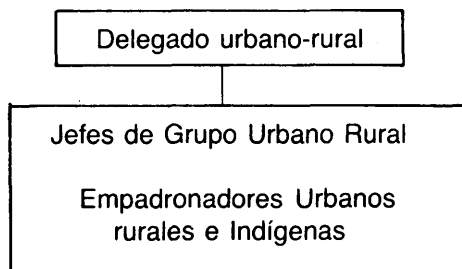 Delegado urbano-rural
Jefes de Grupo Urbano Rural
Empadronadores Urbanos
rurales e Indígenas